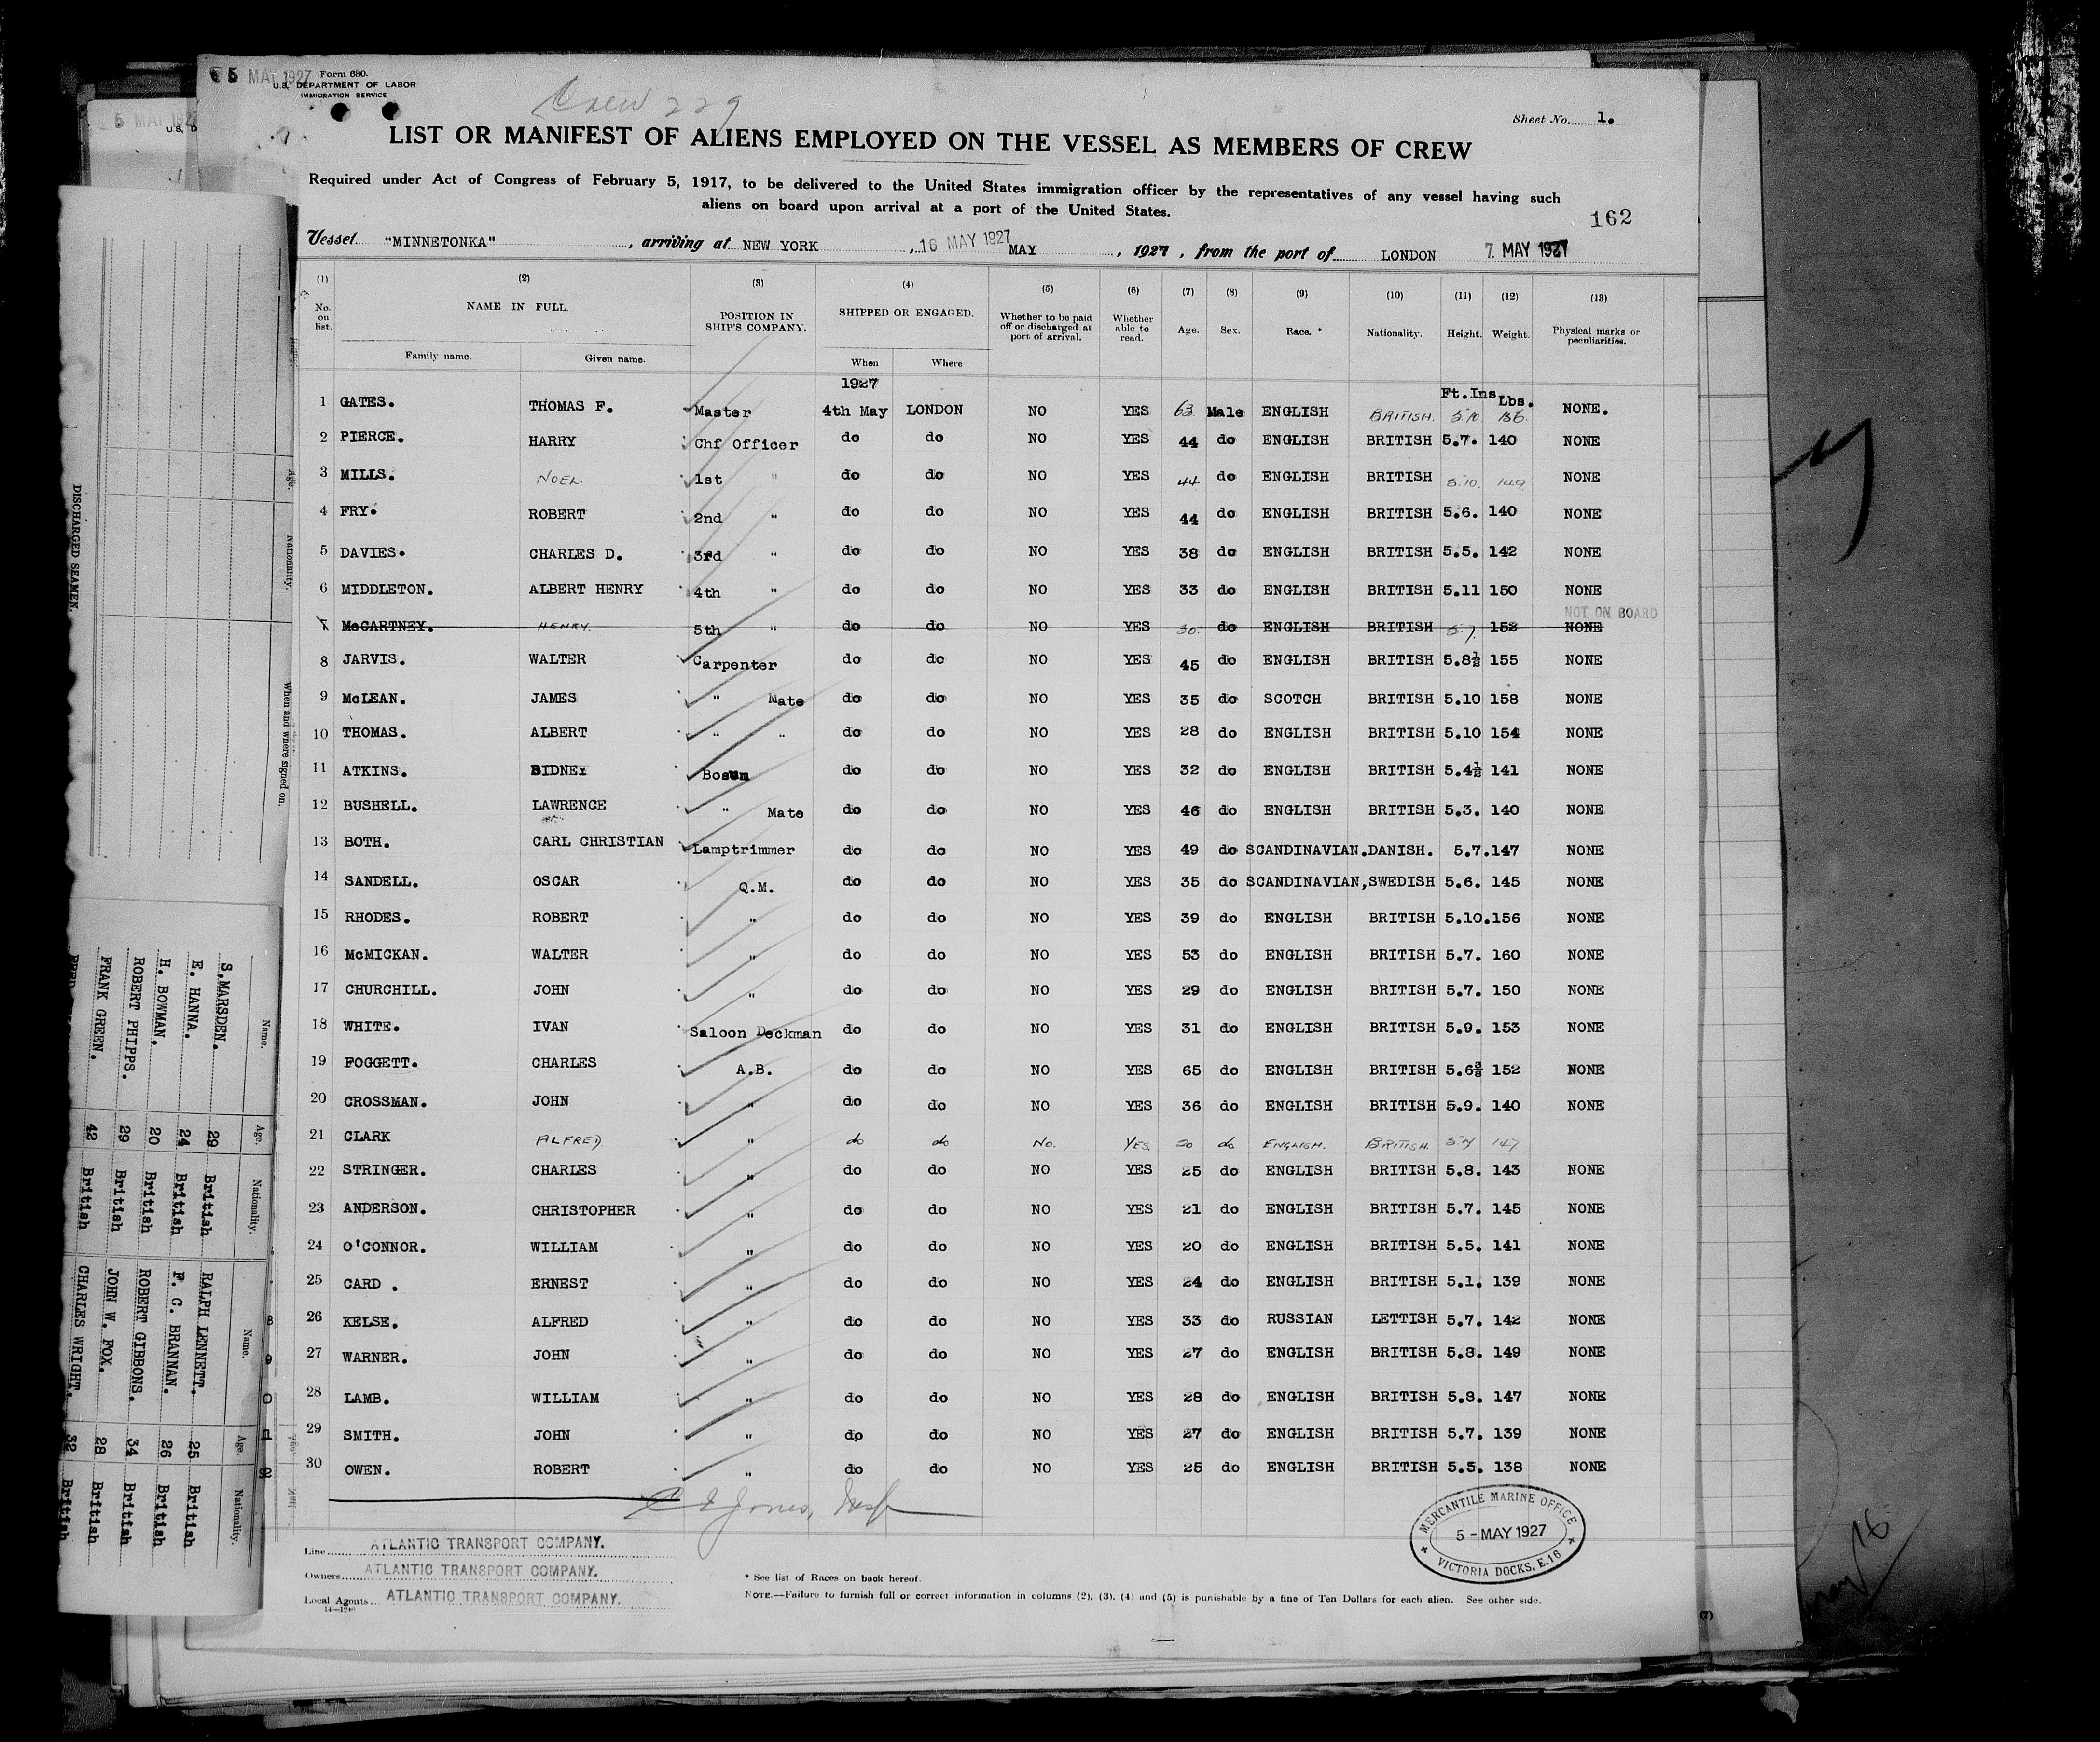 5 MAY 1927
Form 680.
U.S. DEPARTMENT OF LABOR
IMMIGRATION SERVICE
Crew 229
Sheet No. 1.
LIST OR MANIFEST OF ALIENS EMPLOYED ON THE VESSEL AS MEMBERS OF CREW
Required under Act of Congress of February 5, 1917, to be delivered to the United States immigration officer by the representatives of any vessel having such
aliens on board upon arrival at a port of the United States.
162
Vessel "MINNETONKA", arriving at NEW YORK, 16 MAY 1927 MAY, 1927, from the port of LONDON 7 MAY 1927
(1) (2) (3) (4) (5) (6) (7) (8) (9) (10) (11) (12) (13)
No. on list. NAME IN FULL. POSITION IN SHIP'S COMPANY. SHIPPED OR ENGAGED. Whether to be paid off or discharged at port of arrival. Whether able to read. Age. Sex. Race. * Nationality. Height. Weight. Physical marks or peculiarities.
Family name. Given name. When Where
1927 Ft.Ins Lbs.
1 GATES. THOMAS F. Master 4th May LONDON NO YES 63 Male ENGLISH BRITISH. 5.10. 186. NONE.
2 PIERCE. HARRY Chf Officer do do NO YES 44 do ENGLISH BRITISH 5.7. 140 NONE
3 MILLS. NOEL. 1st " do do NO YES 44 do ENGLISH BRITISH 5.10. 149 NONE
4 FRY. ROBERT 2nd " do do NO YES 44 do ENGLISH BRITISH 5.6. 140 NONE
5 DAVIES. CHARLES D. 3rd " do do NO YES 38 do ENGLISH BRITISH 5.5. 142 NONE
6 MIDDLETON. ALBERT HENRY 4th " do do NO YES 33 do ENGLISH BRITISH 5.11 150 NONE
NOT ON BOARD
7 McCARTNEY. HENRY. 5th " do do NO YES 30. do ENGLISH BRITISH 5.7. 152 NONE
8 JARVIS. WALTER Carpenter do do NO YES 45 do ENGLISH BRITISH 5.8½ 155 NONE
9 McLEAN. JAMES " Mate do do NO YES 35 do SCOTCH BRITISH 5.10 158 NONE
10 THOMAS. ALBERT " " do do NO YES 28 do ENGLISH BRITISH 5.10 154 NONE
11 ATKINS. SIDNEY Bosun do do NO YES 32 do ENGLISH BRITISH 5.4½ 141 NONE
12 BUSHELL. LAWRENCE " Mate do do NO YES 46 do ENGLISH BRITISH 5.3. 140 NONE
13 BOTH. CARL CHRISTIAN Lamptrimmer do do NO YES 49 do SCANDINAVIAN. DANISH. 5.7. 147 NONE
14 SANDELL. OSCAR Q.M. do do NO YES 35 do SCANDINAVIAN, SWEDISH 5.6. 145 NONE
15 RHODES. ROBERT " do do NO YES 39 do ENGLISH BRITISH 5.10. 156 NONE
16 McMICKAN. WALTER " do do NO YES 53 do ENGLISH BRITISH 5.7. 160 NONE
17 CHURCHILL. JOHN " do do NO YES 29 do ENGLISH BRITISH 5.7. 150 NONE
18 WHITE. IVAN Saloon Deckman do do NO YES 31 do ENGLISH BRITISH 5.9. 153 NONE
19 FOGGETT. CHARLES A.B. do do NO YES 65 do ENGLISH BRITISH 5.6⅜ 152 NONE
20 CROSSMAN. JOHN " do do NO YES 36 do ENGLISH BRITISH 5.9. 140 NONE
21 CLARK ALFRED " do do No. YES 20 do ENGLISH. BRITISH. 147
22 STRINGER. CHARLES " do do NO YES 25 do ENGLISH BRITISH 5.8. 143 NONE
23 ANDERSON. CHRISTOPHER " do do NO YES 21 do ENGLISH BRITISH 5.7. 145 NONE
24 O'CONNOR. WILLIAM " do do NO YES 20 do ENGLISH BRITISH 5.5. 141 NONE
25 CARD . ERNEST " do do NO YES 24 do ENGLISH BRITISH 5.1. 139 NONE
26 KELSE. ALFRED " do do NO YES 33 do RUSSIAN LETTISH 5.7. 142 NONE
27 WARNER. JOHN " do do NO YES 27 do ENGLISH BRITISH 5.8. 149 NONE
28 LAMB. WILLIAM " do do NO YES 28 do ENGLISH BRITISH 5.8. 147 NONE
29 SMITH. JOHN " do do NO YES 27 do ENGLISH BRITISH 5.7. 139 NONE
30 OWEN. ROBERT " do do NO YES 25 do ENGLISH BRITISH 5.5. 138 NONE
C E Jones, Insp
MERCANTILE MARINE OFFICE
5 - MAY 1927
VICTORIA DOCKS, E.16
Line ATLANTIC TRANSPORT COMPANY.
Owners ATLANTIC TRANSPORT COMPANY.
Local Agents ATLANTIC TRANSPORT COMPANY.
* See list of Races on back hereof.
NOTE.—Failure to furnish full or correct information in columns (2), (3), (4) and (5) is punishable by a fine of Ten Dollars for each alien. See other side.
5 MAY 1927
U.S. D
DISCHARGED SEAMEN.
Age.
Nationality.
When and where signed on.
Name. Age. Nationality. Name. Age. Nationality.
S. MARSDEN. 29 British RALPH LENNETT. 25 British
E. HANNA. 24 British F. C. BRANNAN. 26 British
H. BOWMAN. 20 British ROBERT GIBBONS. 34 British
ROBERT PHIPPS. 29 British JOHN W. FOX. 28 British
FRANK GREEN. 42 British CHARLES WRIGHT. 32 British